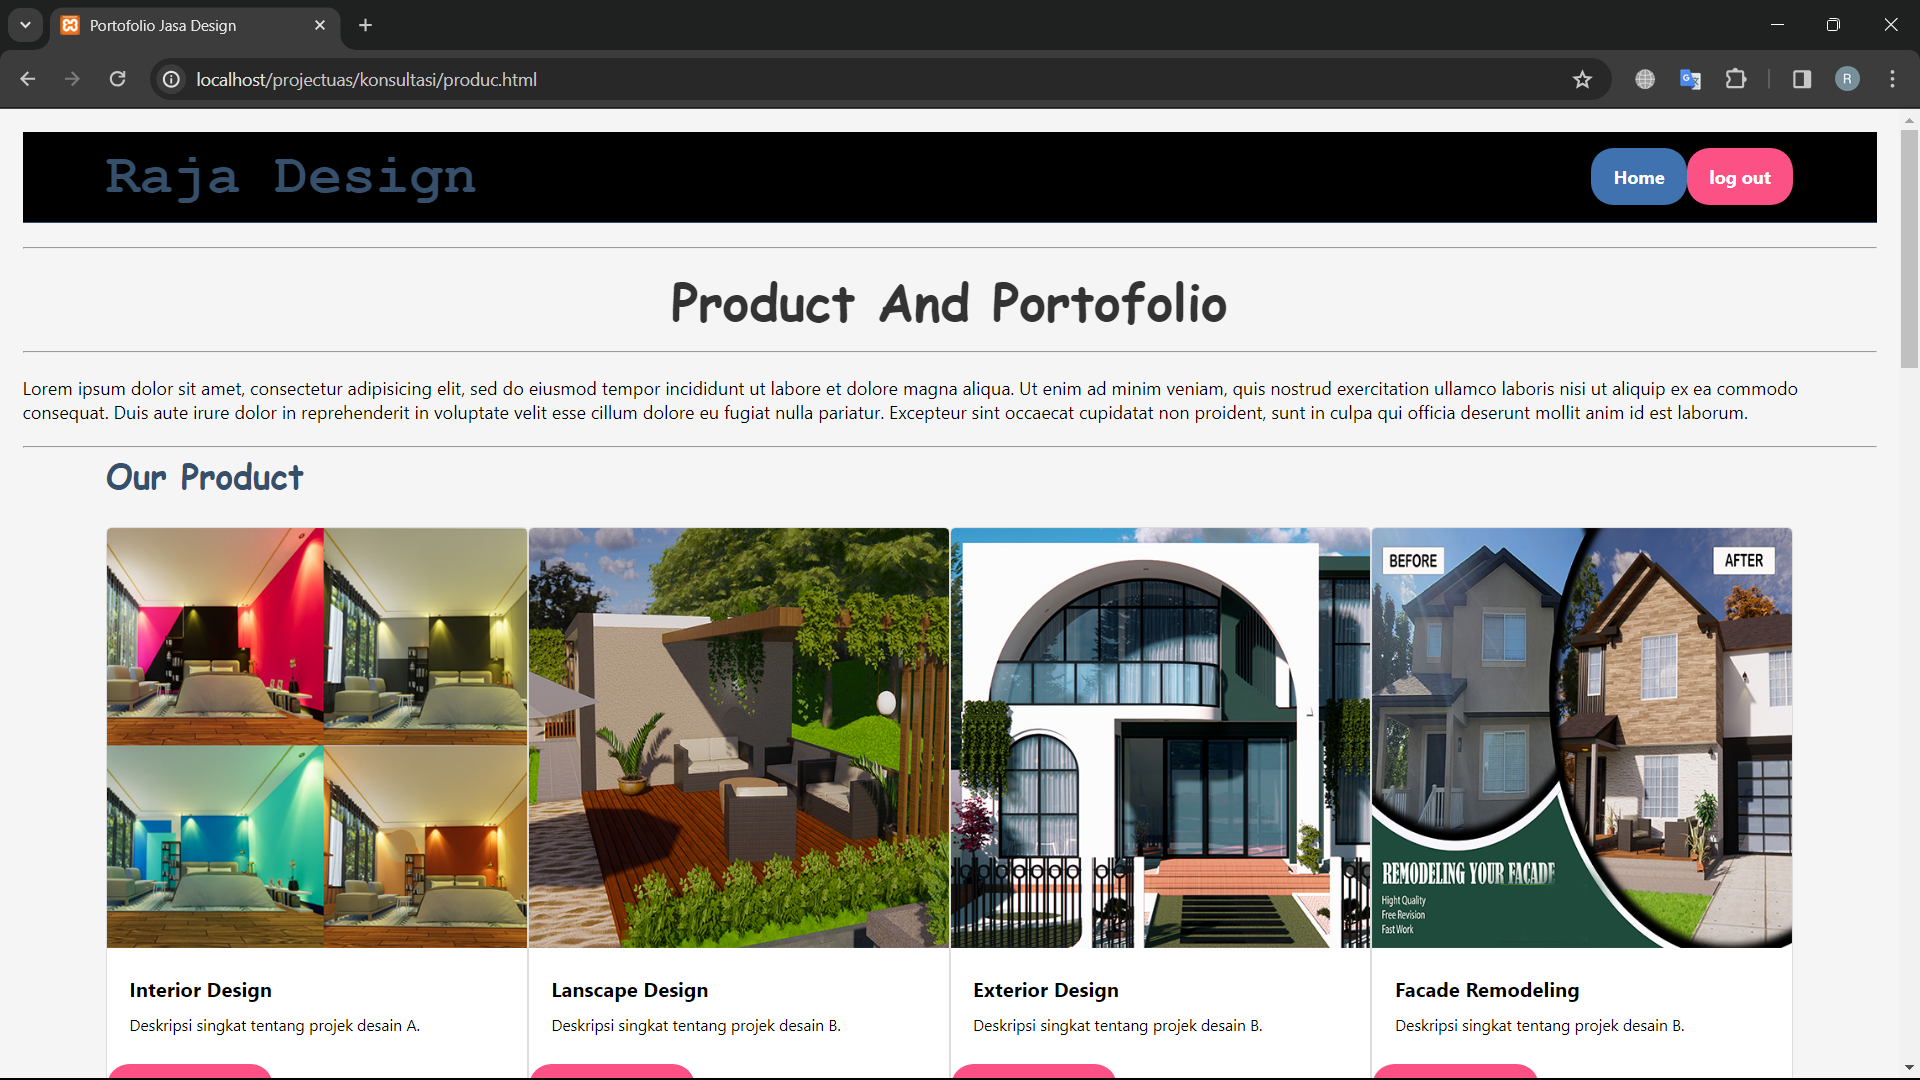 Portofolio Jasa Design
localhost/projectuas/konsultasi/produc.html
R
Raja Design
Home
log out
Product And Portofolio
Lorem ipsum dolor sit amet, consectetur adipisicing elit, sed do eiusmod tempor incididunt ut labore et dolore magna aliqua. Ut enim ad minim veniam, quis nostrud exercitation ullamco laboris nisi ut aliquip ex ea commodo
consequat. Duis aute irure dolor in reprehenderit in voluptate velit esse cillum dolore eu fugiat nulla pariatur. Excepteur sint occaecat cupidatat non proident, sunt in culpa qui officia deserunt mollit anim id est laborum.
Our Product
BEFORE
AFTER
REMODELING YOUR FACADE
Hight Quality
Free Revision
Fast Work
Interior Design
Deskripsi singkat tentang projek desain A.
Lanscape Design
Deskripsi singkat tentang projek desain B.
Exterior Design
Deskripsi singkat tentang projek desain B.
Facade Remodeling
Deskripsi singkat tentang projek desain B.